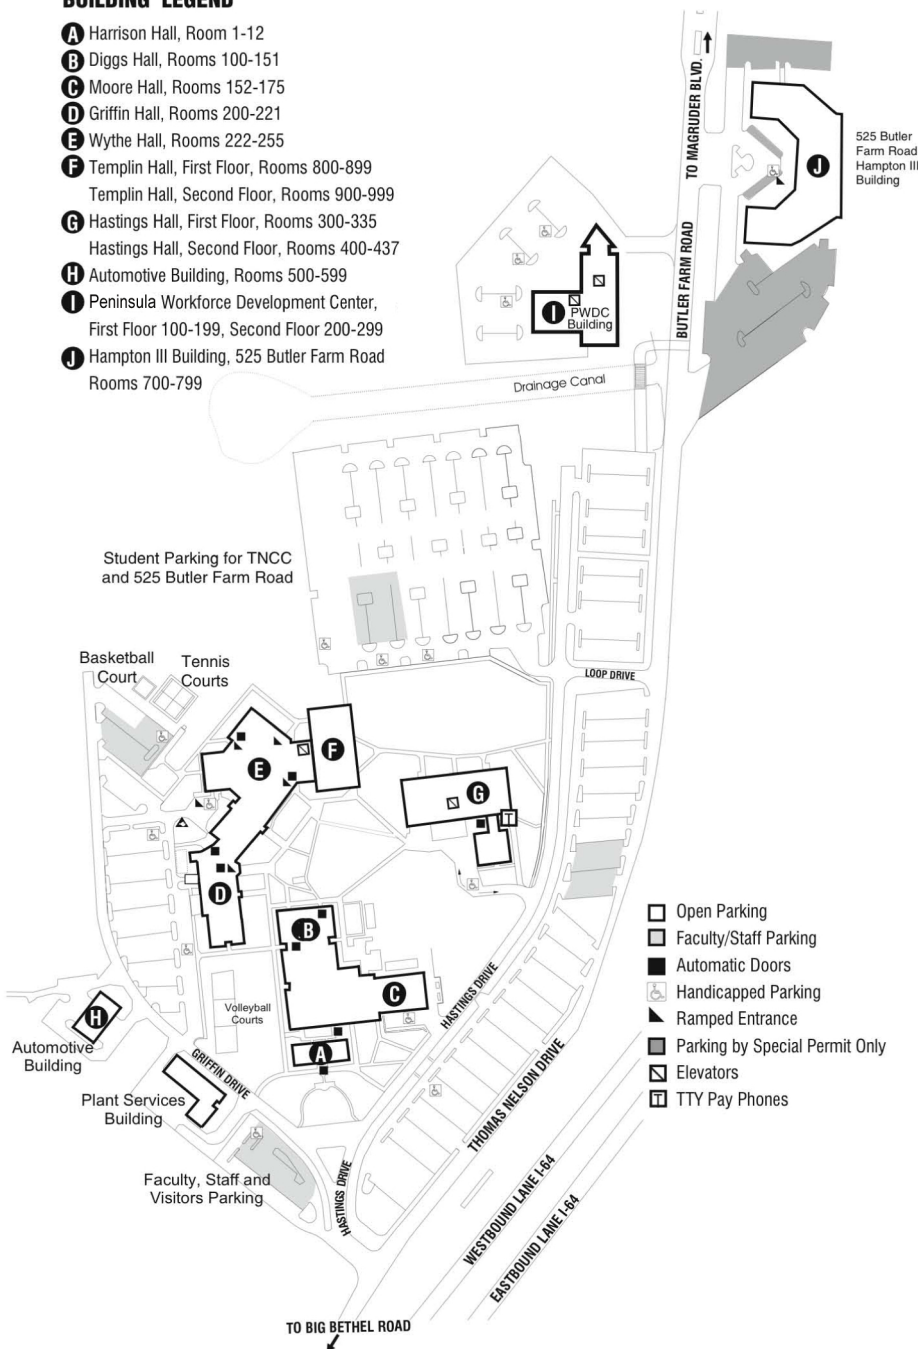 BUILDING LEGEND
A Harrison Hall, Room 1-12
B Diggs Hall, Rooms 100-151
C Moore Hall, Rooms 152-175
D Griffin Hall, Rooms 200-221
E Wythe Hall, Rooms 222-255
F Templin Hall, First Floor, Rooms 800-899
Templin Hall, Second Floor, Rooms 900-999
G Hastings Hall, First Floor, Rooms 300-335
Hastings Hall, Second Floor, Rooms 400-437
H Automotive Building, Rooms 500-599
I Peninsula Workforce Development Center,
First Floor 100-199, Second Floor 200-299
J Hampton III Building, 525 Butler Farm Road
Rooms 700-799
TO MAGRUDER BLVD.
BUTLER FARM ROAD
J
525 Butler
Farm Road
Hampton III
Building
I
PWDC
Building
Drainage Canal
Student Parking for TNCC
and 525 Butler Farm Road
LOOP DRIVE
Basketball
Court
Tennis
Courts
F
E
G
T
D
B
C
Volleyball
Courts
A
H
Automotive
Building
GRIFFIN DRIVE
Plant Services
Building
Faculty, Staff and
Visitors Parking
HASTINGS DRIVE
HASTINGS DRIVE
THOMAS NELSON DRIVE
WESTBOUND LANE I-64
EASTBOUND LANE I-64
TO BIG BETHEL ROAD
Open Parking
Faculty/Staff Parking
Automatic Doors
Handicapped Parking
Ramped Entrance
Parking by Special Permit Only
Elevators
T TTY Pay Phones